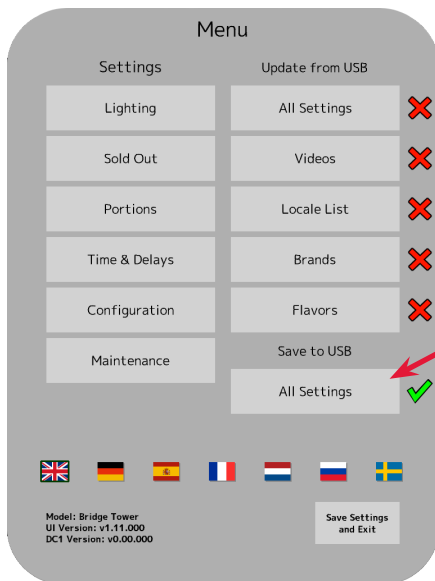 Menu
Settings
Lighting
Sold Out
Portions
Time & Delays
Configuration
Maintenance
Update from USB
All Settings
Videos
Locale List
Brands
Flavors
Save to USB
All Settings
Model: Bridge Tower
UI Version: v1.11.000
DC1 Version: v0.00.000
Save Settings
and Exit